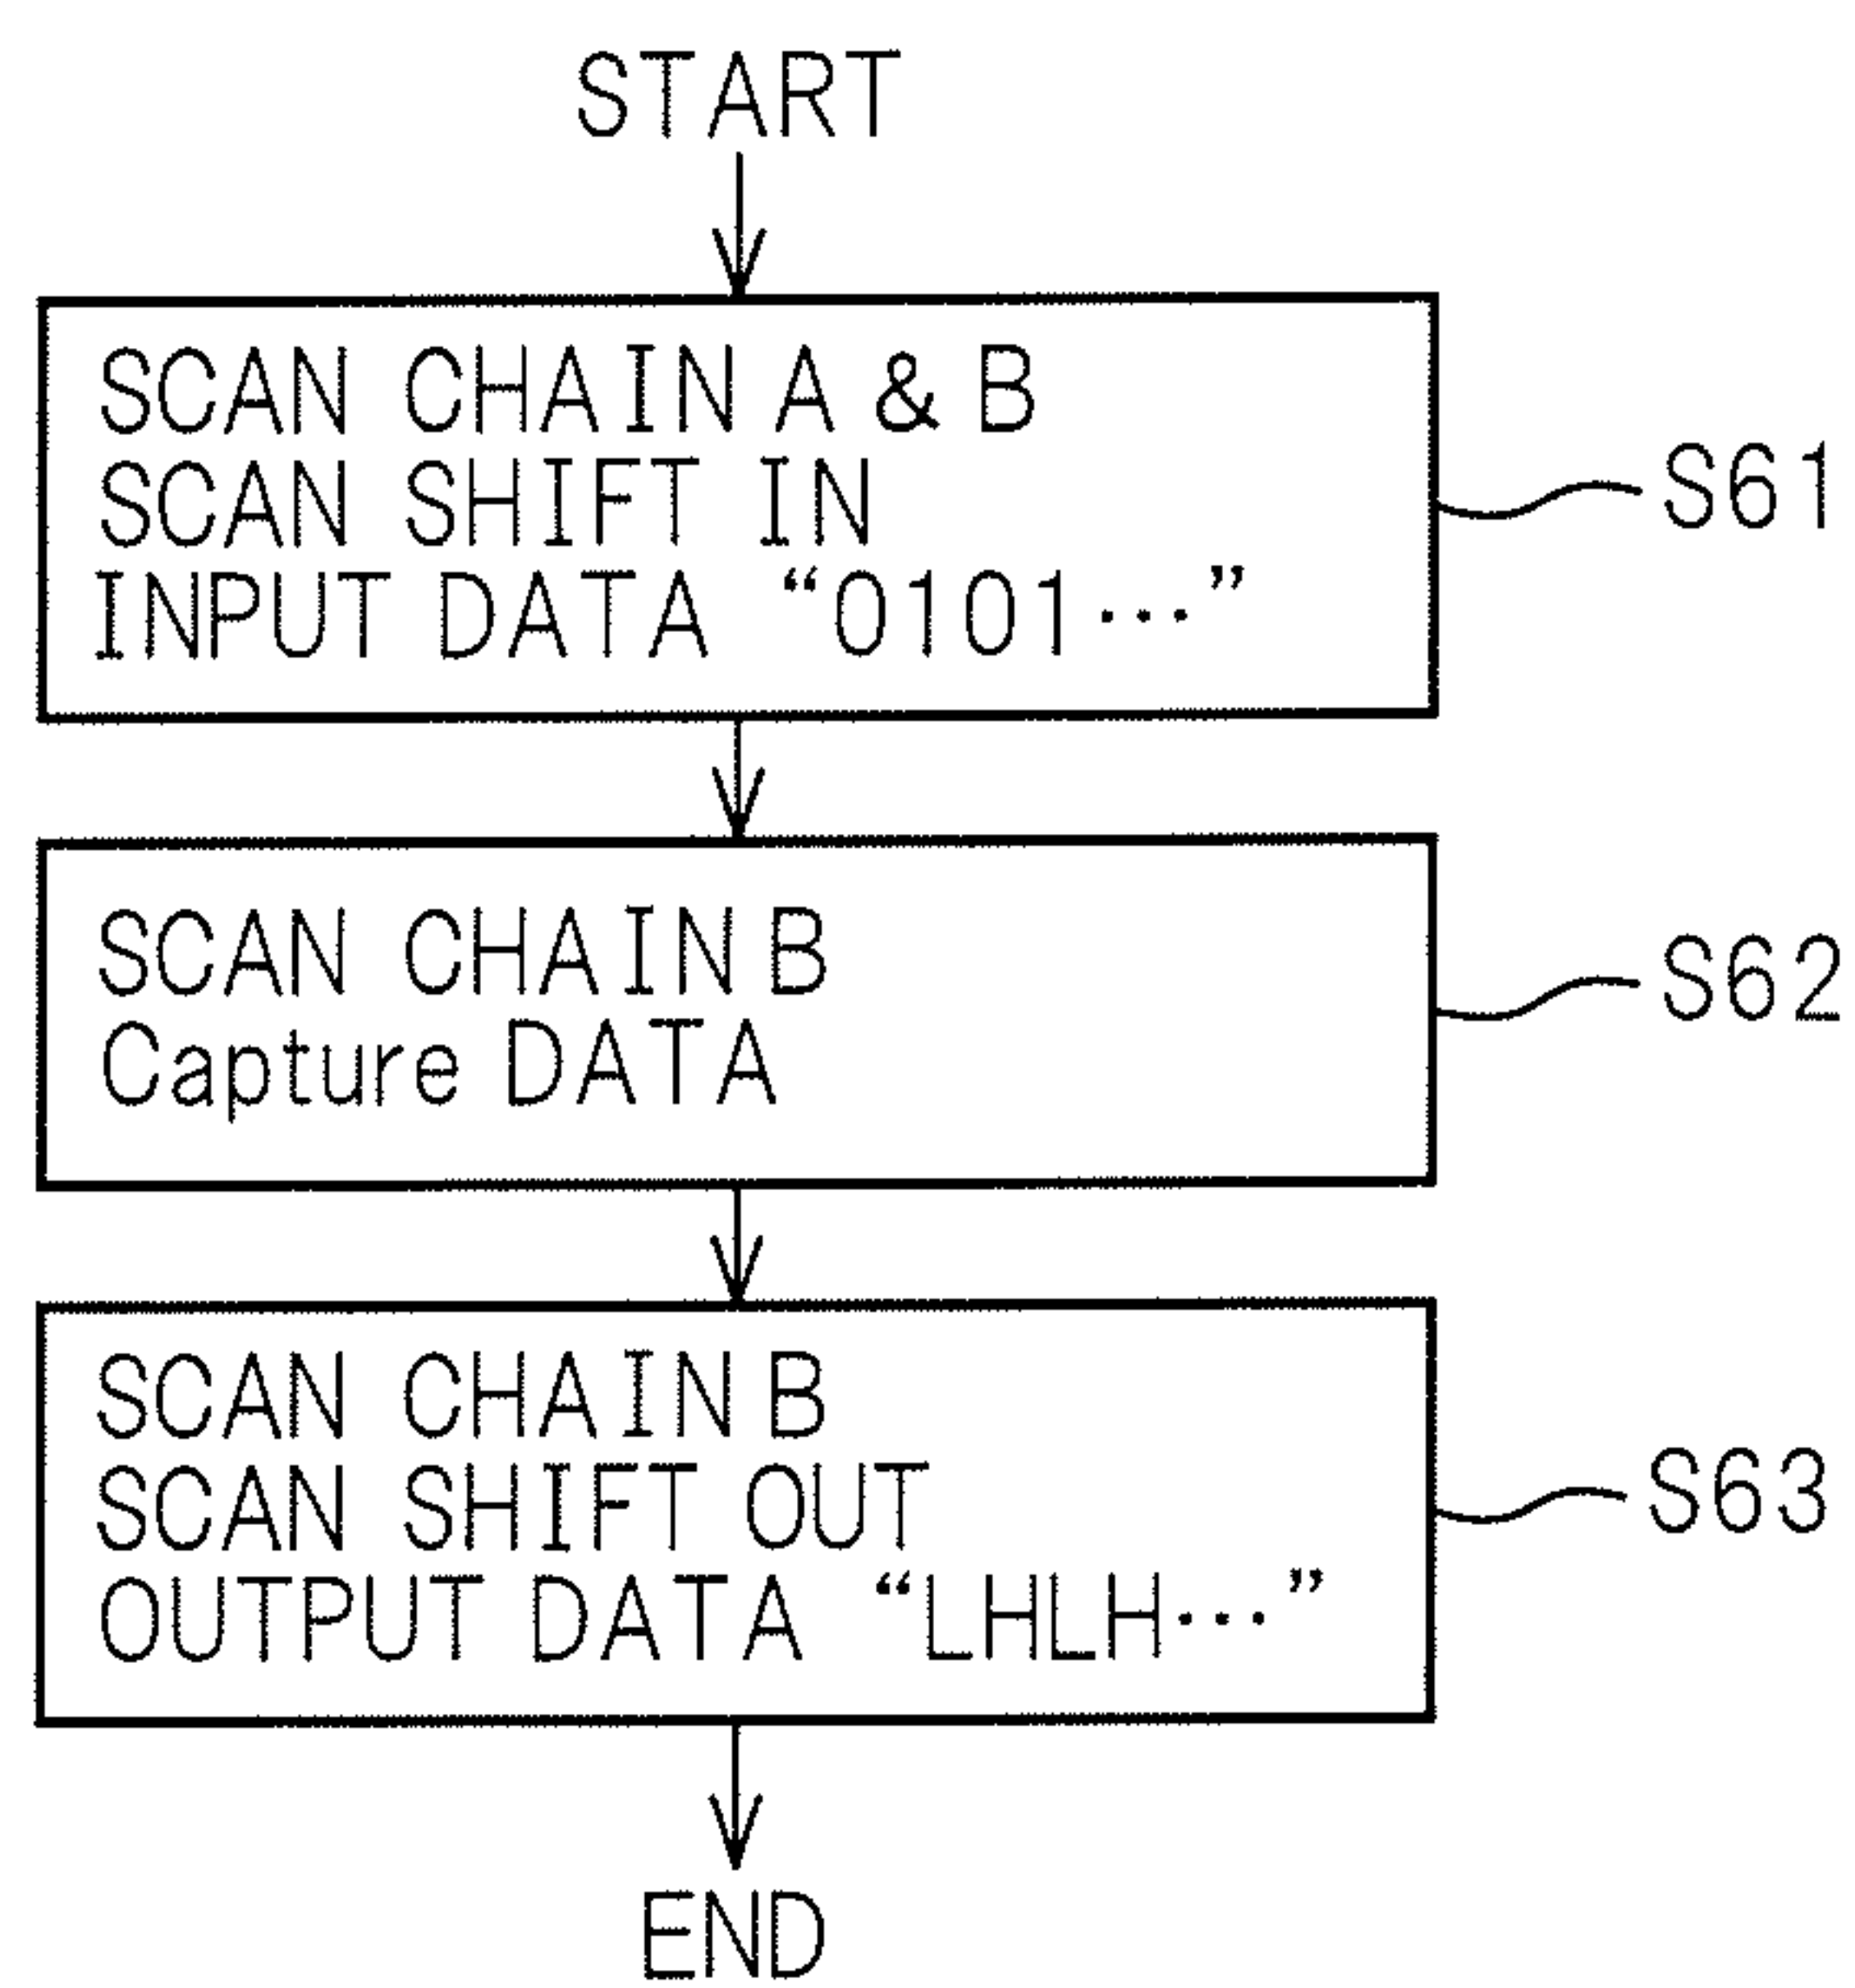 START
SCAN CHAIN A & B
SCAN SHIFT IN
INPUT DATA “0101···”
S61
SCAN CHAIN B
Capture DATA
S62
SCAN CHAIN B
SCAN SHIFT OUT
OUTPUT DATA “LHLH···”
S63
END